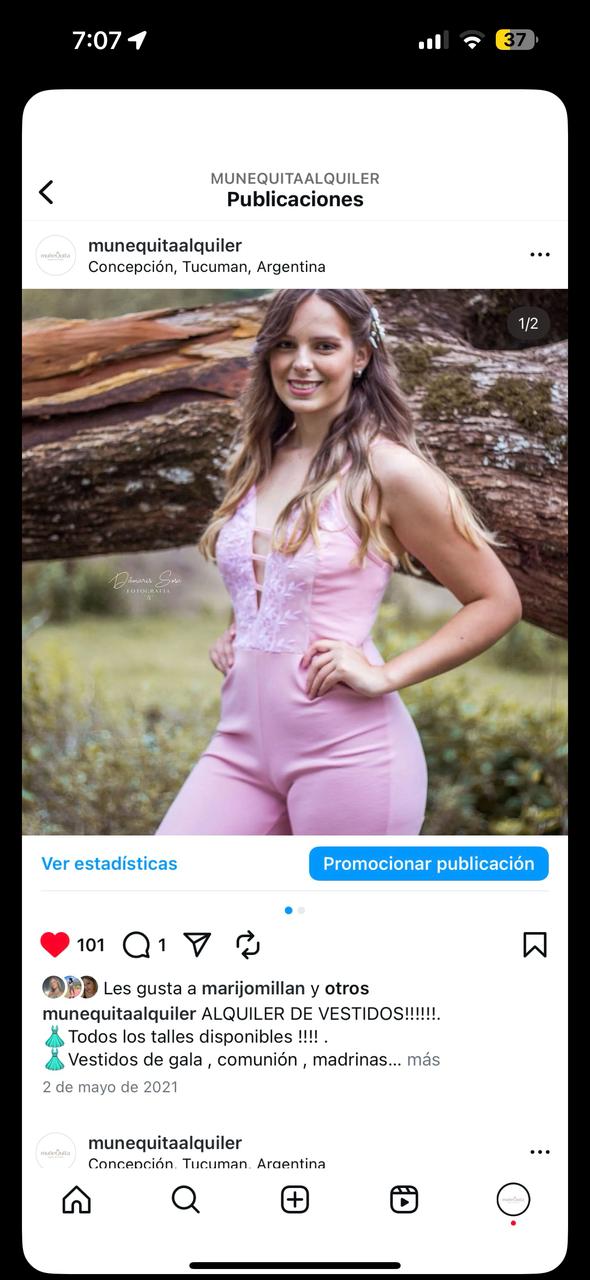 7:07
37
MUNEQUITAALQUILER
Publicaciones
munequitaalquiler
Concepción, Tucuman, Argentina
1/2
Dámaris Sosa
FOTOGRAFÍA
Ver estadísticas
Promocionar publicación
101
1
Les gusta a marijomillan y otros
munequitaalquiler ALQUILER DE VESTIDOS!!!!!!.
👗Todos los talles disponibles !!!! .
👗Vestidos de gala , comunión , madrinas... más
2 de mayo de 2021
munequitaalquiler
Concepción, Tucuman, Argentina